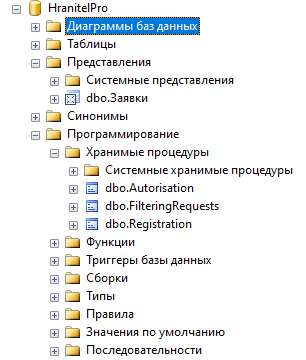 HranitelPro
Диаграммы баз данных
Таблицы
Представления
Системные представления
dbo.Заявки
Синонимы
Программирование
Хранимые процедуры
Системные хранимые процедуры
dbo.Autorisation
dbo.FilteringRequests
dbo.Registration
Функции
Триггеры базы данных
Сборки
Типы
Правила
Значения по умолчанию
Последовательности